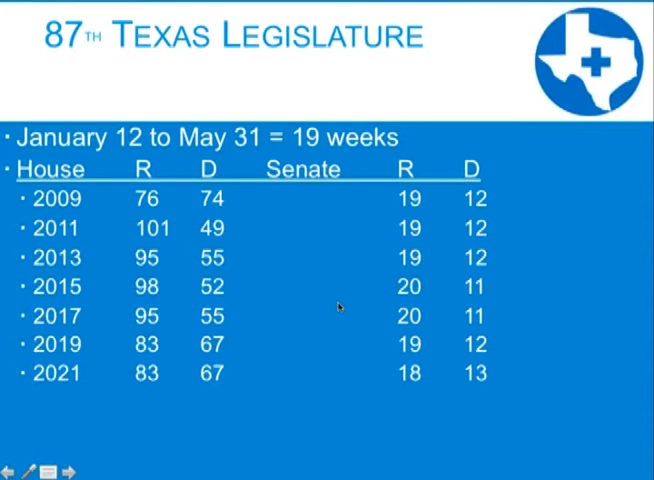 87TH TEXAS LEGISLATURE
· January 12 to May 31 = 19 weeks
· House R D Senate R D
· 2009 76 74 19 12
· 2011 101 49 19 12
· 2013 95 55 19 12
· 2015 98 52 20 11
· 2017 95 55 20 11
· 2019 83 67 19 12
· 2021 83 67 18 13